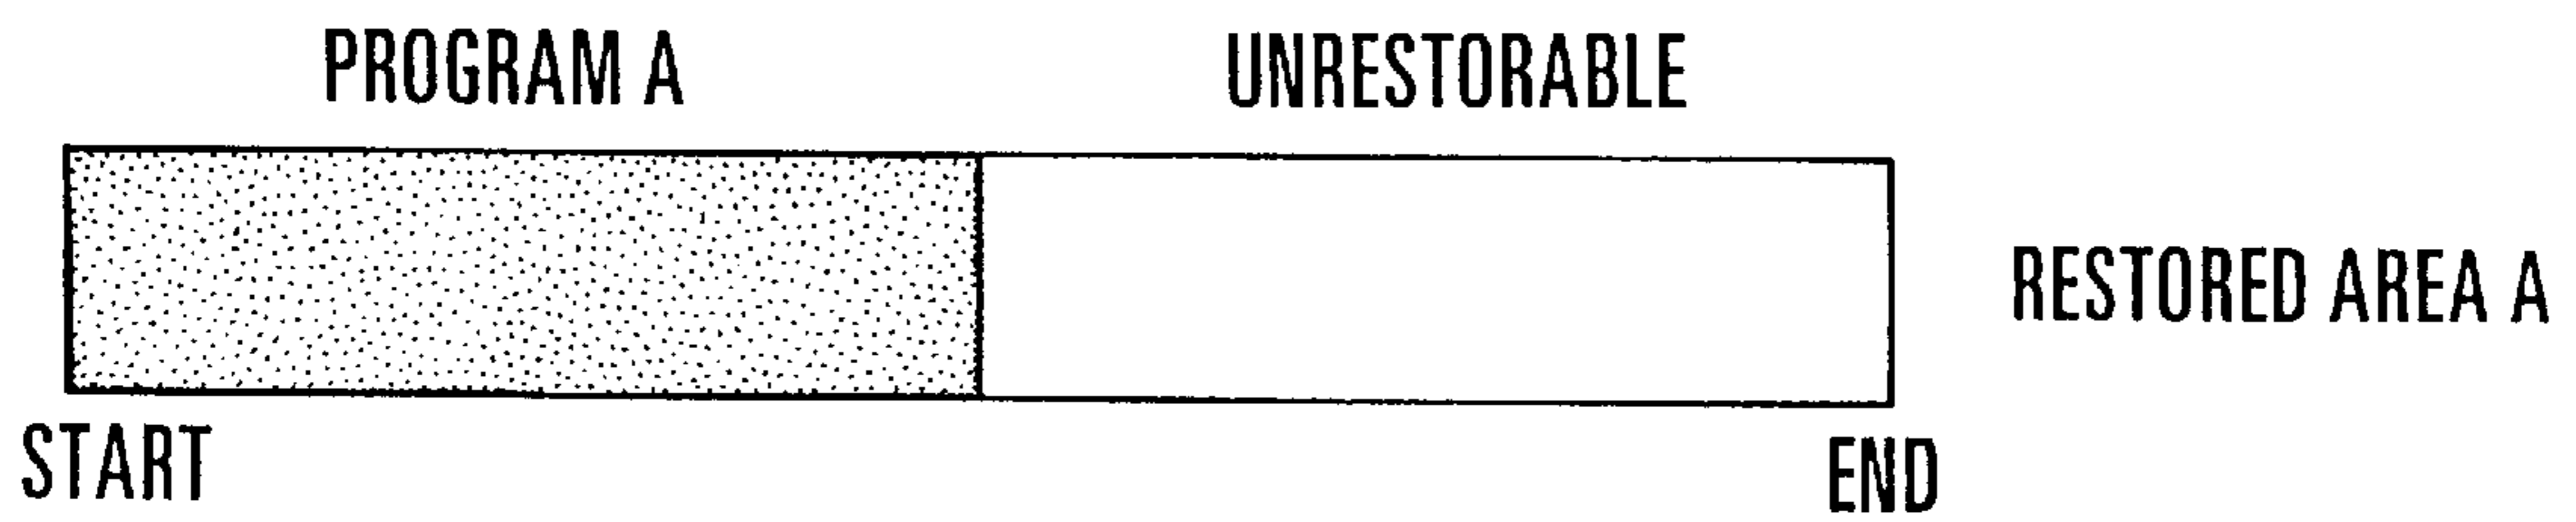 PROGRAM A
UNRESTORABLE
RESTORED AREA A
START
END